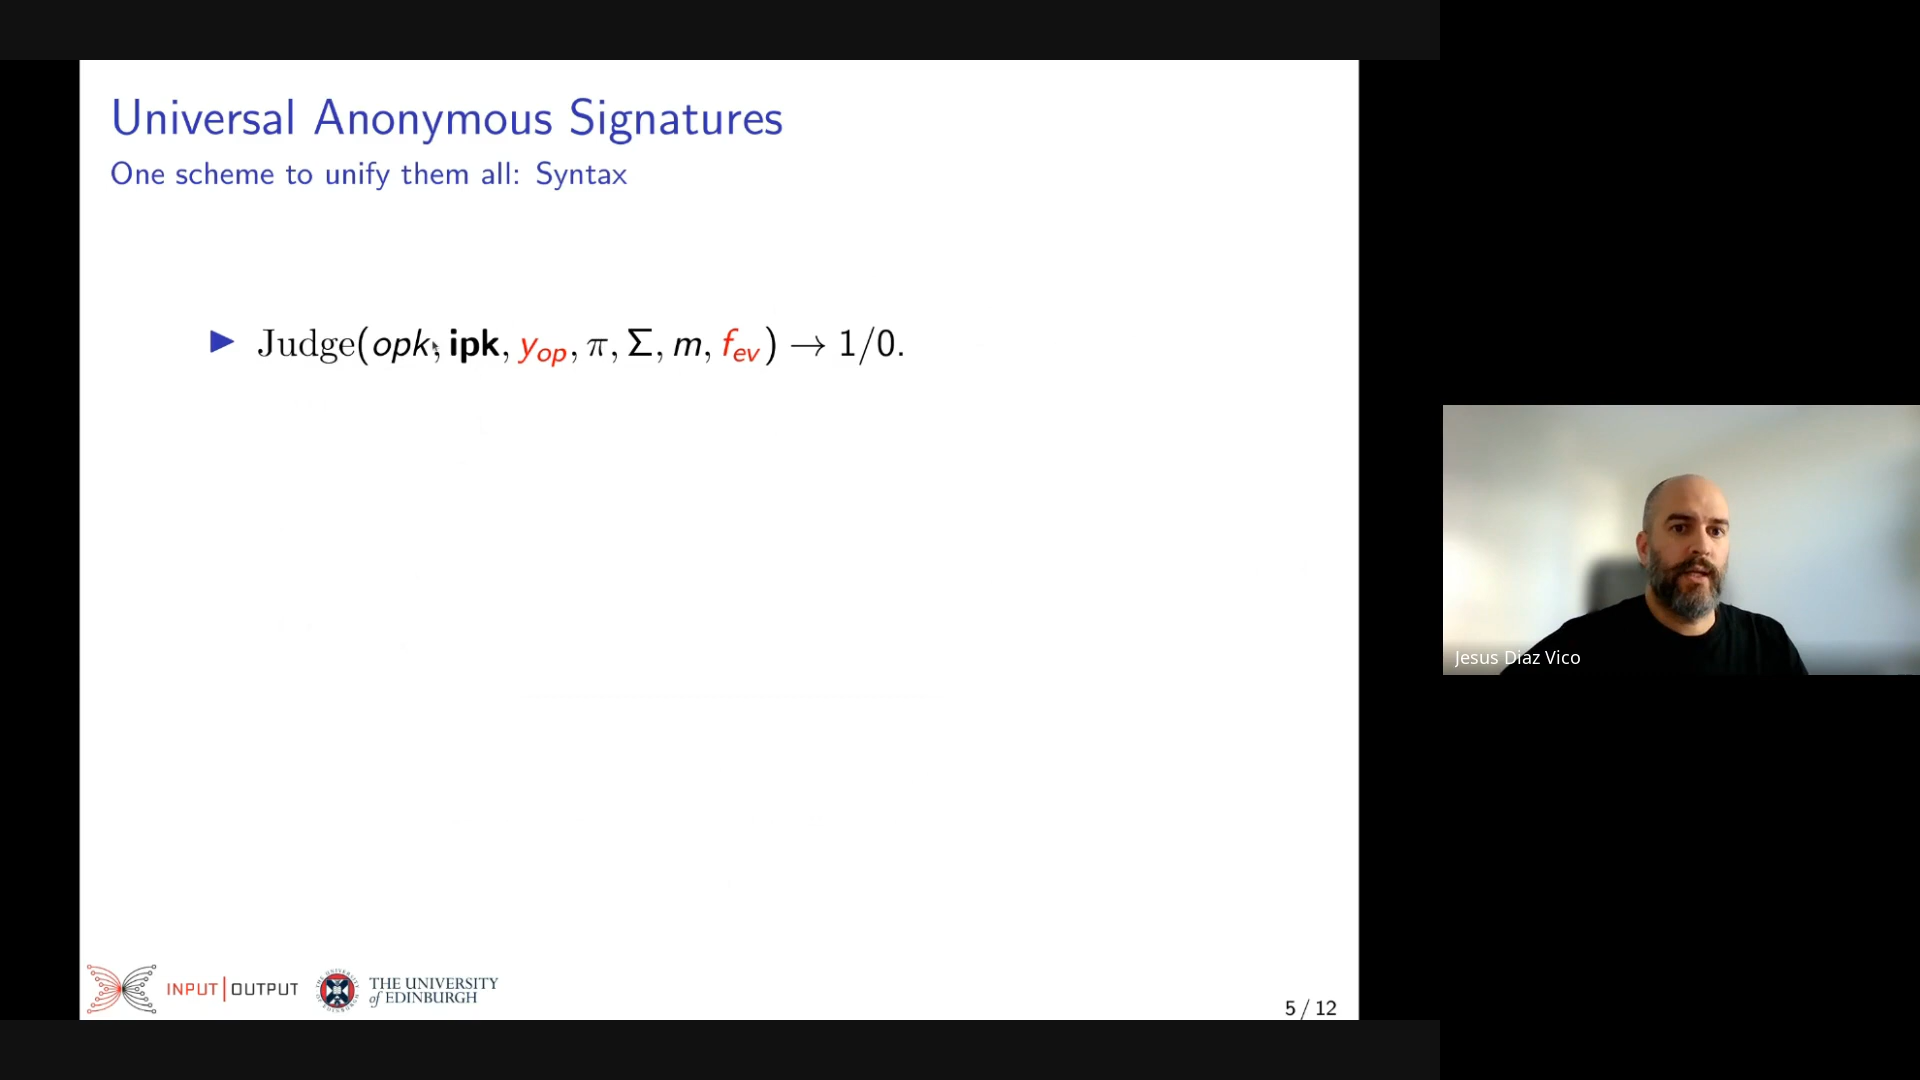 Universal Anonymous Signatures
One scheme to unify them all: Syntax
▶ Judge(opk, ipk, y_op, π, Σ, m, f_ev) → 1/0.
Jesus Diaz Vico
INPUT|OUTPUT
THE UNIVERSITY
of EDINBURGH
5 / 12